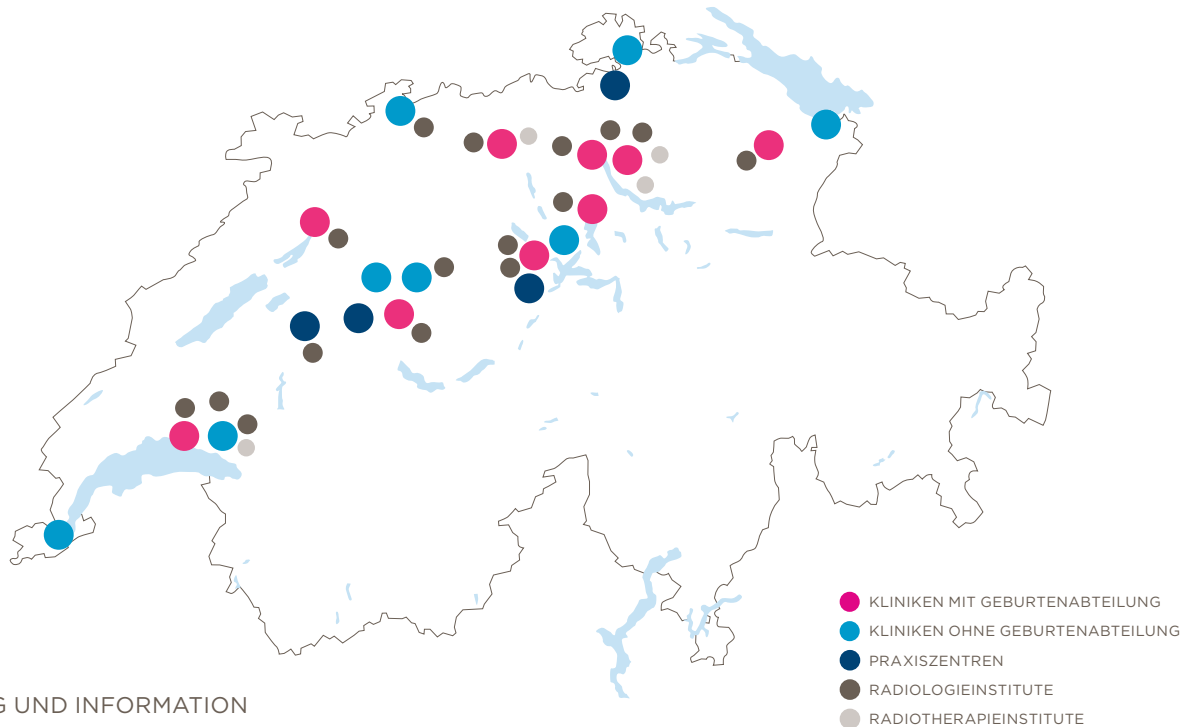 KLINIKEN MIT GEBURTENABTEILUNG
KLINIKEN OHNE GEBURTENABTEILUNG
PRAXISZENTREN
RADIOLOGIEINSTITUTE
RADIOTHERAPIEINSTITUTE
G UND INFORMATION